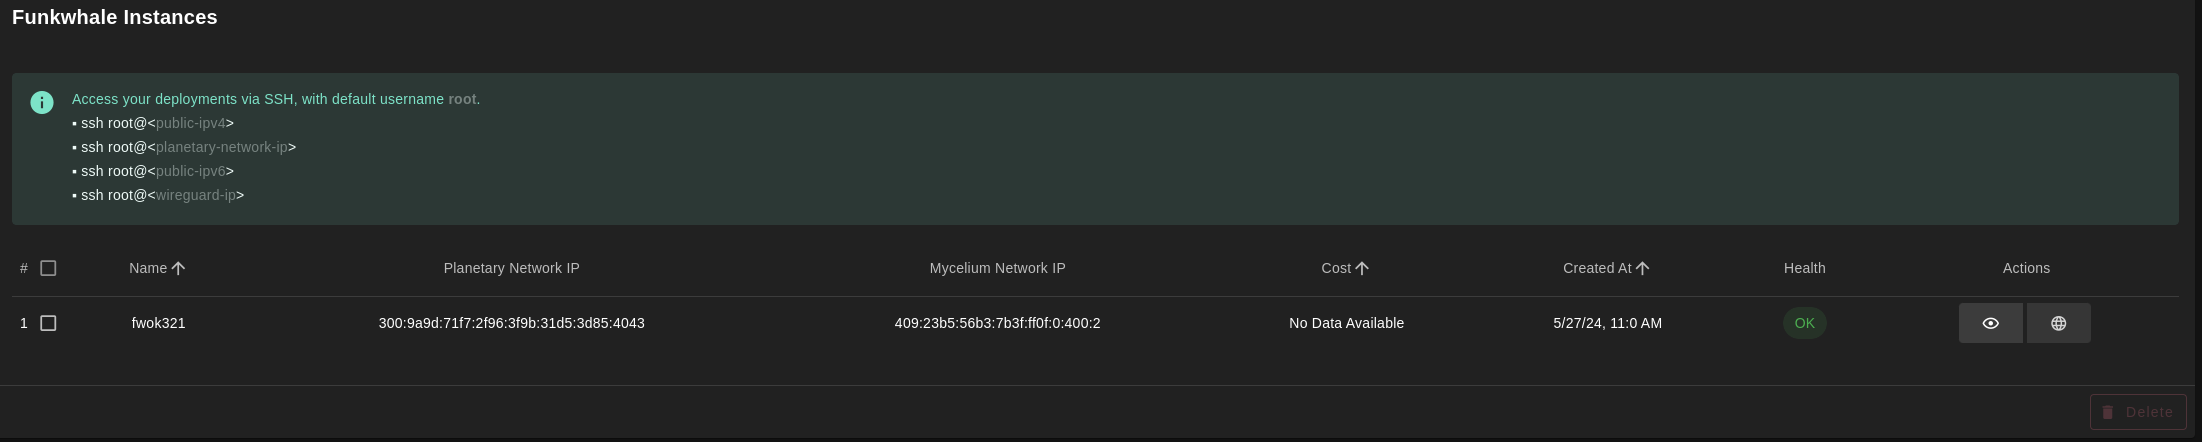 Funkwhale Instances
Access your deployments via SSH, with default username root.
▪ ssh root@<public-ipv4>
▪ ssh root@<planetary-network-ip>
▪ ssh root@<public-ipv6>
▪ ssh root@<wireguard-ip>
# Name Planetary Network IP Mycelium Network IP Cost Created At Health Actions
1 fwok321 300:9a9d:71f7:2f96:3f9b:31d5:3d85:4043 409:23b5:56b3:7b3f:ff0f:0:400:2 No Data Available 5/27/24, 11:0 AM OK
Delete